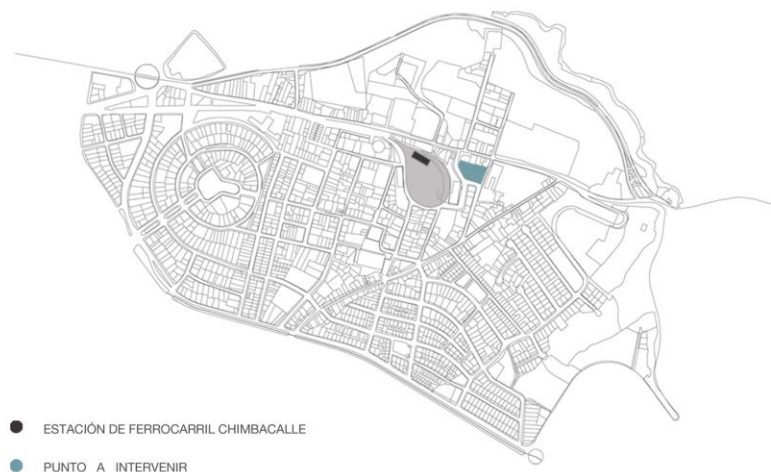 ESTACIÓN DE FERROCARRIL CHIMBACALLE
PUNTO A INTERVENIR